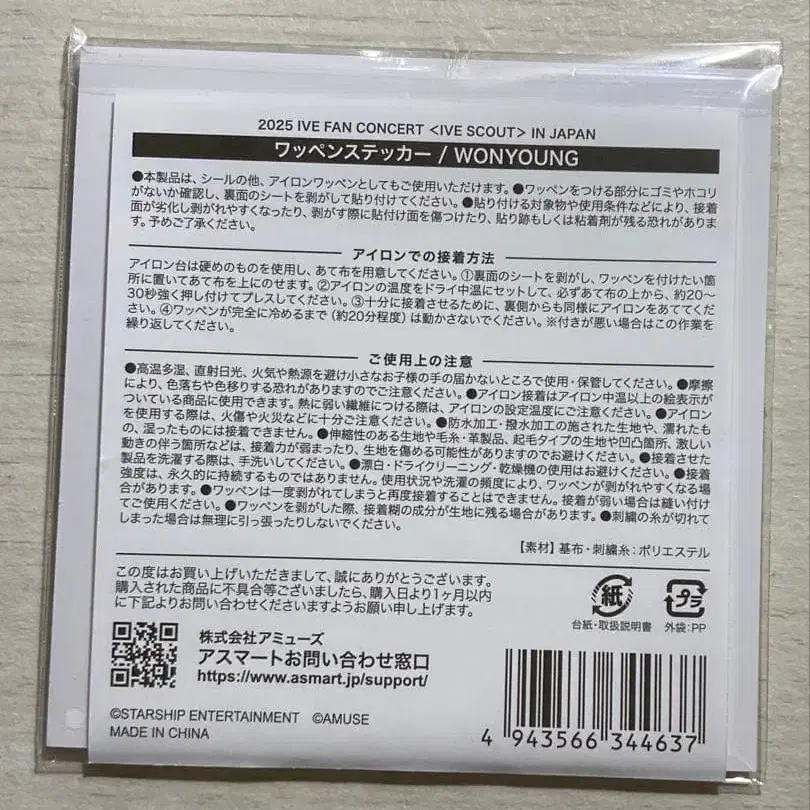 2025 IVE FAN CONCERT <IVE SCOUT> IN JAPAN
ワッペンステッカー / WONYOUNG
●本製品は、シールの他、アイロンワッペンとしてもご使用いただけます。●ワッペンをつける部分にゴミやホコリ
がないか確認し、裏面のシートを剥がして貼り付けてください。●貼り付ける対象物や使用条件などにより、接着
面が劣化し剥がれやすくなったり、剥がす際に貼付け面を傷つけたり、貼り跡もしくは粘着剤が残る恐れがありま
す。予めご了承ください。
アイロンでの接着方法
アイロン台は硬めのものを使用し、あて布を用意してください。①裏面のシートを剥がし、ワッペンを付けたい箇
所に置いてあて布を上にのせます。②アイロンの温度をドライ中温にセットして、必ずあて布の上から、約20～
30秒強く押し付けてプレスしてください。③十分に接着させるために、裏側からも同様にアイロンをあててくだ
さい。④ワッペンが完全に冷めるまで(約20分程度)は動かさないでください。※付きが悪い場合はこの作業を
繰り返してください。
ご使用上の注意
●高温多湿、直射日光、火気や熱源を避け小さなお子様の手の届かないところで使用・保管してください。●摩擦
により、色落ちや色移りする恐れがありますのでご注意ください。●アイロン接着はアイロン中温以上の絵表示が
ついている商品に使用できます。熱に弱い繊維につける際は、アイロンの設定温度にご注意ください。●アイロン
を使用する際は、火傷や火災などに十分ご注意ください。●防水加工・撥水加工の施された生地や、濡れたも
の、湿ったものには接着できません。●伸縮性のある生地や毛糸・革製品、起毛タイプの生地や凹凸箇所、激しい
動きの伴う箇所などは、接着力が弱まったり、生地を傷める可能性がありますのでお避けください。●接着させた
製品を洗濯する際は、手洗いしてください。●漂白・ドライクリーニング・乾燥機の使用はお避けください。●接着
強度は、永久的に持続するものではありません。使用状況や洗濯の頻度により、ワッペンが剥がれやすくなる場
合があります。●ワッペンは一度剥がれてしまうと再度接着することはできません。接着が弱い場合は縫い付け
てご使用ください。●ワッペンを剥がした際、接着糊の成分が生地に残る場合があります。●刺繍の糸が切れて
しまった場合は無理に引っ張ったりしないでください。
【素材】基布・刺繍糸：ポリエステル
この度はお買い上げいただきまして、誠にありがとうございます。
購入された商品に不具合等ございましたら、購入日より1ヶ月以内
に下記よりお問い合わせくださいますようお願い申し上げます。
紙
台紙・取扱説明書
プラ
外袋：PP
株式会社アミューズ
アスマートお問い合わせ窓口
https://www.asmart.jp/support/
©STARSHIP ENTERTAINMENT ©AMUSE
MADE IN CHINA
4 943566 344637